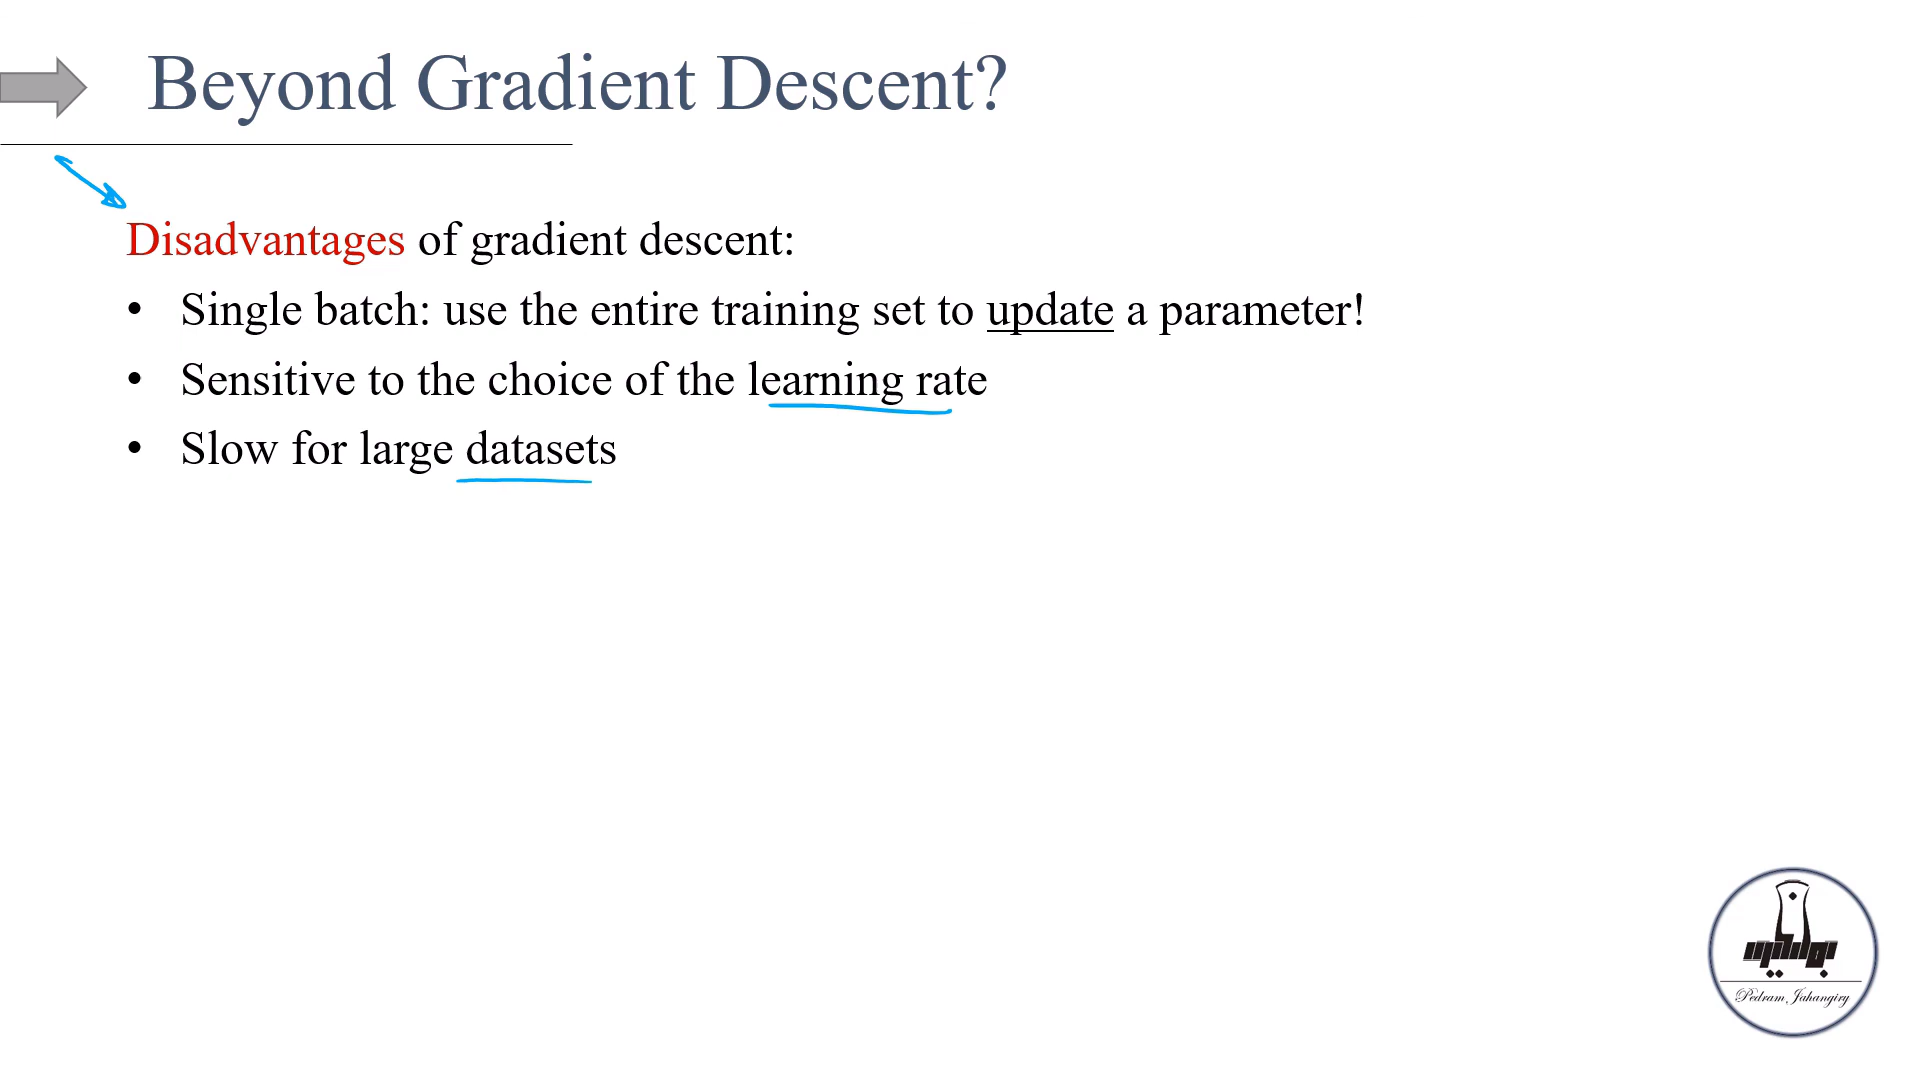 Beyond Gradient Descent?
Disadvantages of gradient descent:
• Single batch: use the entire training set to update a parameter!
• Sensitive to the choice of the learning rate
• Slow for large datasets
Pedram Jahangiry